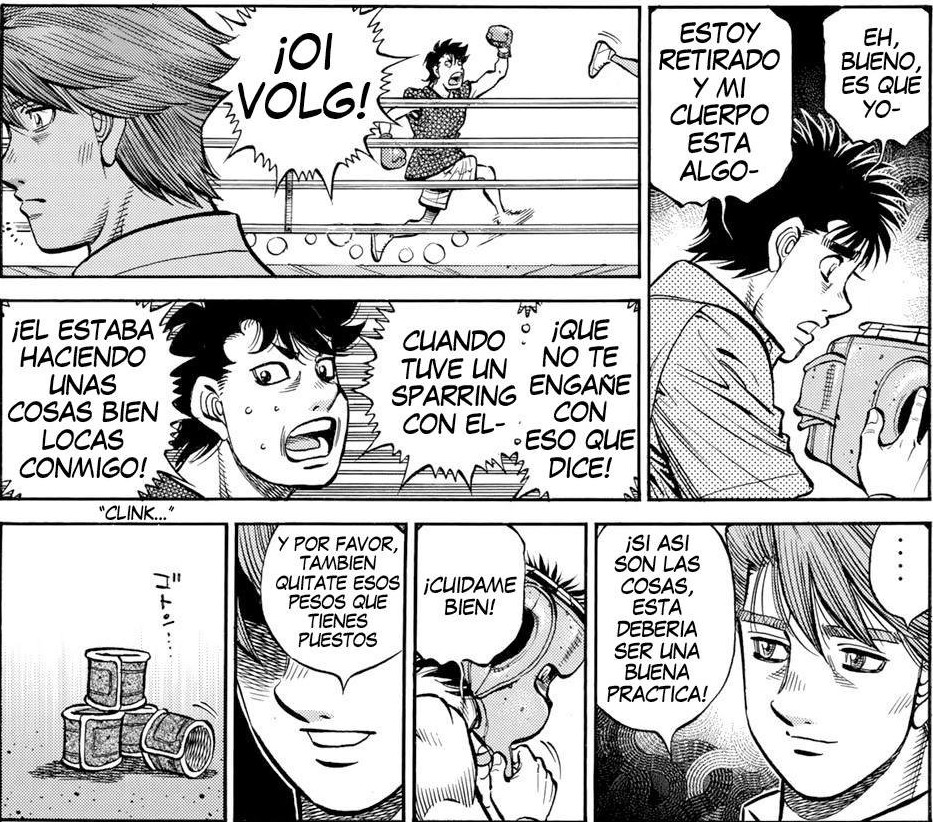 EH,
BUENO,
ES QUE
YO-
ESTOY
RETIRADO
Y MI
CUERPO
ESTA
ALGO-
¡OI
VOLG!
¡QUE
NO TE
ENGAÑE
CON
ESO QUE
DICE!
CUANDO
TUVE UN
SPARRING
CON EL-
¡EL ESTABA
HACIENDO
UNAS
COSAS BIEN
LOCAS
CONMIGO!
....
¡SI ASI
SON LAS
COSAS,
ESTA
DEBERIA
SER UNA
BUENA
PRACTICA!
¡CUIDAME
BIEN!
Y POR FAVOR,
TAMBIEN
QUITATE ESOS
PESOS QUE
TIENES
PUESTOS
"CLINK..."
ゴトン…